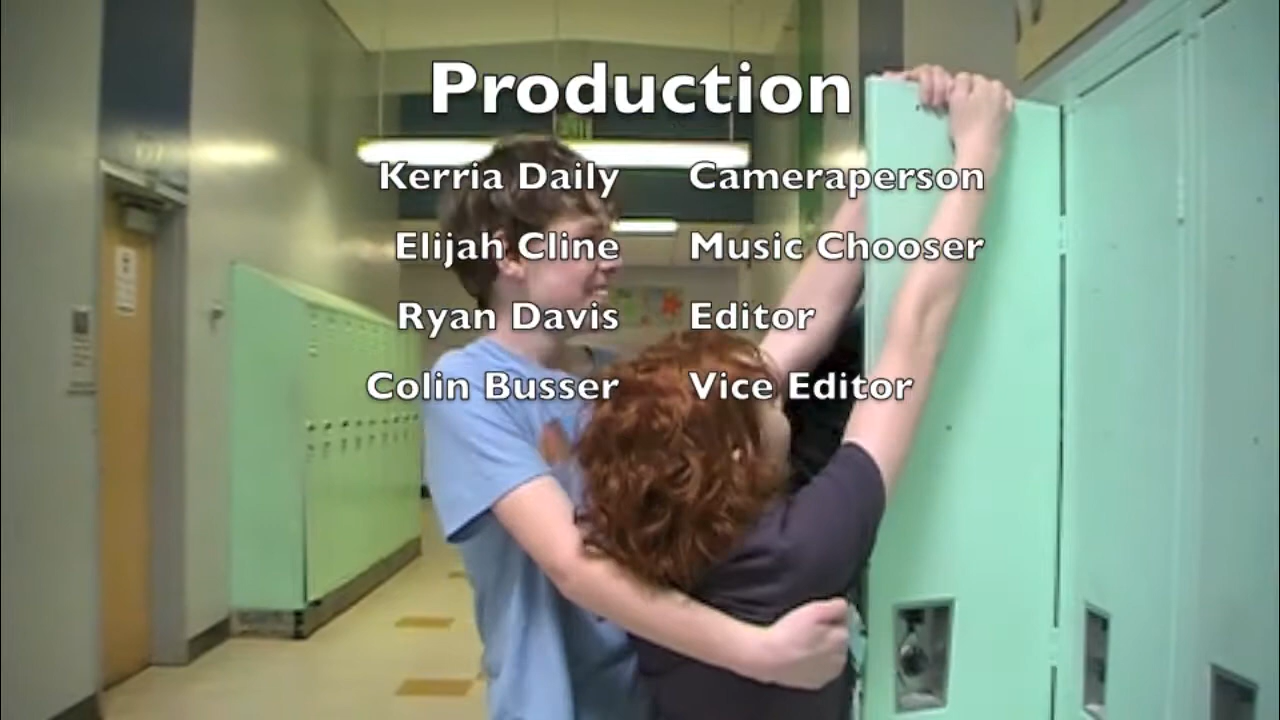 Production
Kerria Daily Cameraperson
Elijah Cline Music Chooser
Ryan Davis Editor
Colin Busser Vice Editor